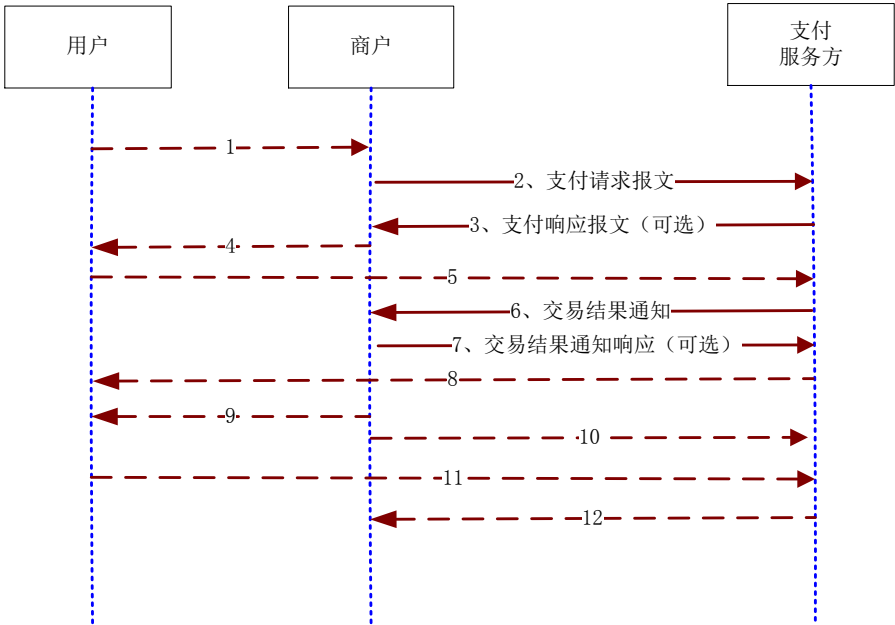 用户
商户
支付
服务方
1
2、支付请求报文
3、支付响应报文（可选）
4
5
6、交易结果通知
7、交易结果通知响应（可选）
8
9
10
11
12